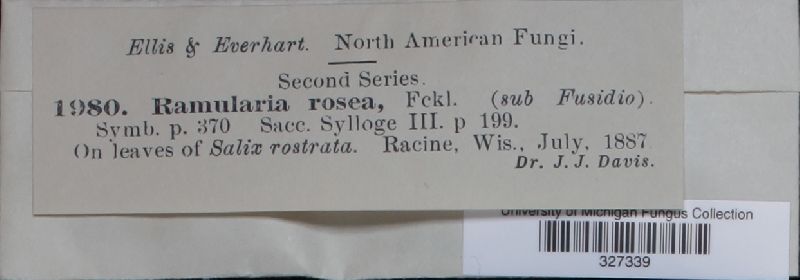 Ellis & Everhart. North American Fungi.
Second Series.
1980. Ramularia rosea, Fckl. (sub Fusidio).
Symb. p. 370 Sacc. Sylloge III. p 199.
On leaves of Salix rostrata. Racine, Wis., July, 1887
Dr. J. J. Davis.
University of Michigan Fungus Collection
327339